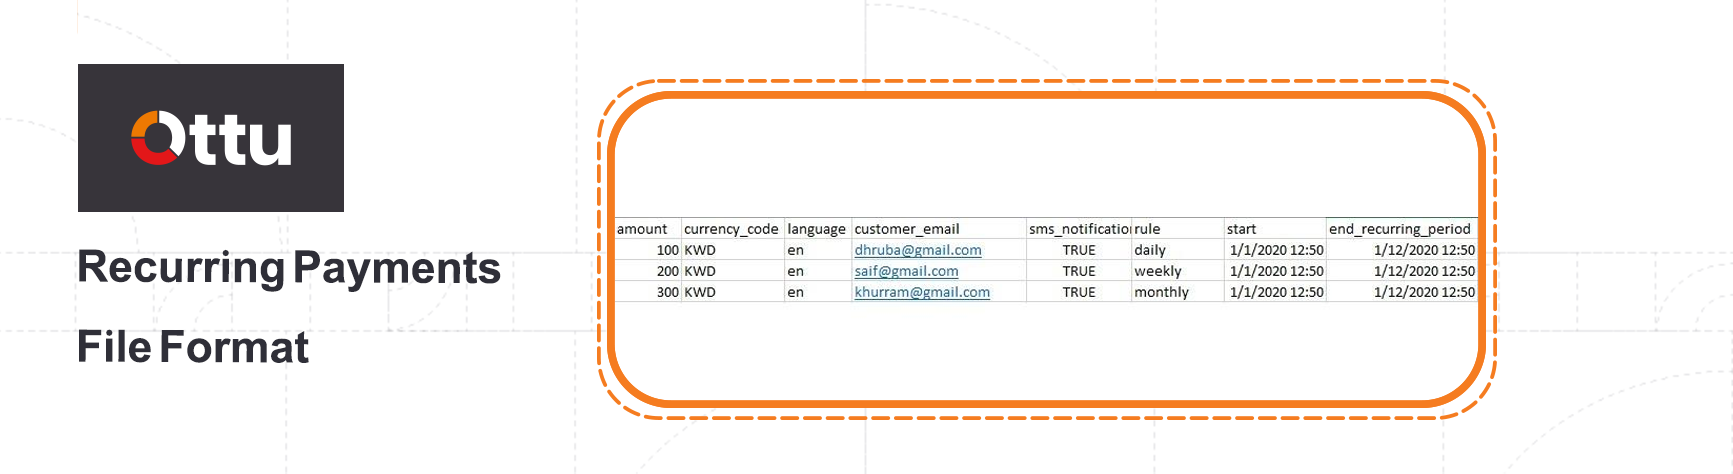 Ottu
Recurring Payments
File Format
amount currency_code language customer_email sms_notification rule start end_recurring_period
100 KWD en dhruba@gmail.com TRUE daily 1/1/2020 12:50 1/12/2020 12:50
200 KWD en saif@gmail.com TRUE weekly 1/1/2020 12:50 1/12/2020 12:50
300 KWD en khurram@gmail.com TRUE monthly 1/1/2020 12:50 1/12/2020 12:50